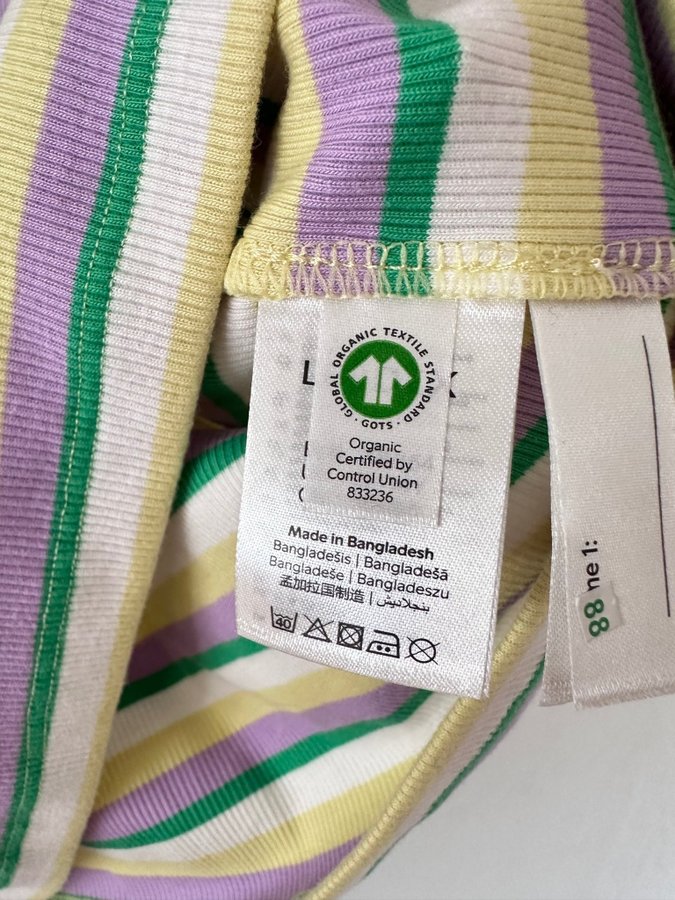 GLOBAL ORGANIC TEXTILE STANDARD · GOTS ·
Organic
Certified by
Control Union
833236
Made in Bangladesh
Bangladešis | Bangladešā
Bangladeše | Bangladeszu
孟加拉国制造 | بنجلاديش
40
ne 1:
88